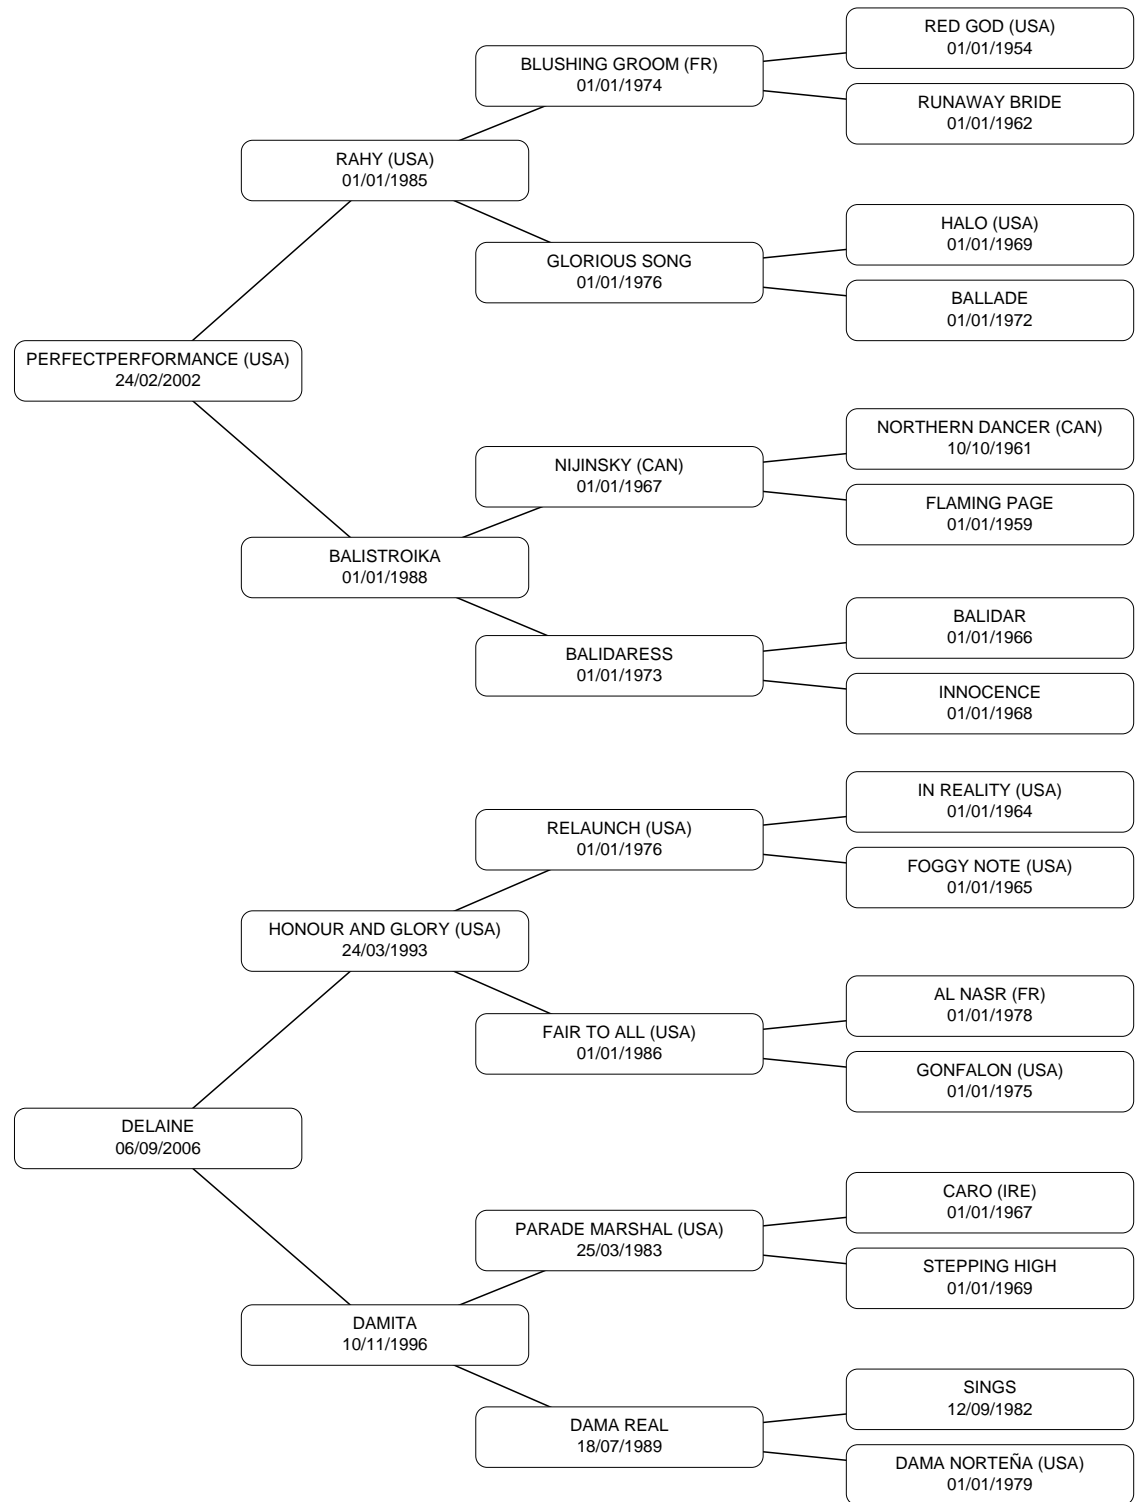 RED GOD (USA)
01/01/1954
BLUSHING GROOM (FR)
01/01/1974
RUNAWAY BRIDE
01/01/1962
RAHY (USA)
01/01/1985
HALO (USA)
01/01/1969
GLORIOUS SONG
01/01/1976
BALLADE
01/01/1972
PERFECTPERFORMANCE (USA)
24/02/2002
NORTHERN DANCER (CAN)
10/10/1961
NIJINSKY (CAN)
01/01/1967
FLAMING PAGE
01/01/1959
BALISTROIKA
01/01/1988
BALIDAR
01/01/1966
BALIDARESS
01/01/1973
INNOCENCE
01/01/1968
IN REALITY (USA)
01/01/1964
RELAUNCH (USA)
01/01/1976
FOGGY NOTE (USA)
01/01/1965
HONOUR AND GLORY (USA)
24/03/1993
AL NASR (FR)
01/01/1978
FAIR TO ALL (USA)
01/01/1986
GONFALON (USA)
01/01/1975
DELAINE
06/09/2006
CARO (IRE)
01/01/1967
PARADE MARSHAL (USA)
25/03/1983
STEPPING HIGH
01/01/1969
DAMITA
10/11/1996
SINGS
12/09/1982
DAMA REAL
18/07/1989
DAMA NORTEÑA (USA)
01/01/1979